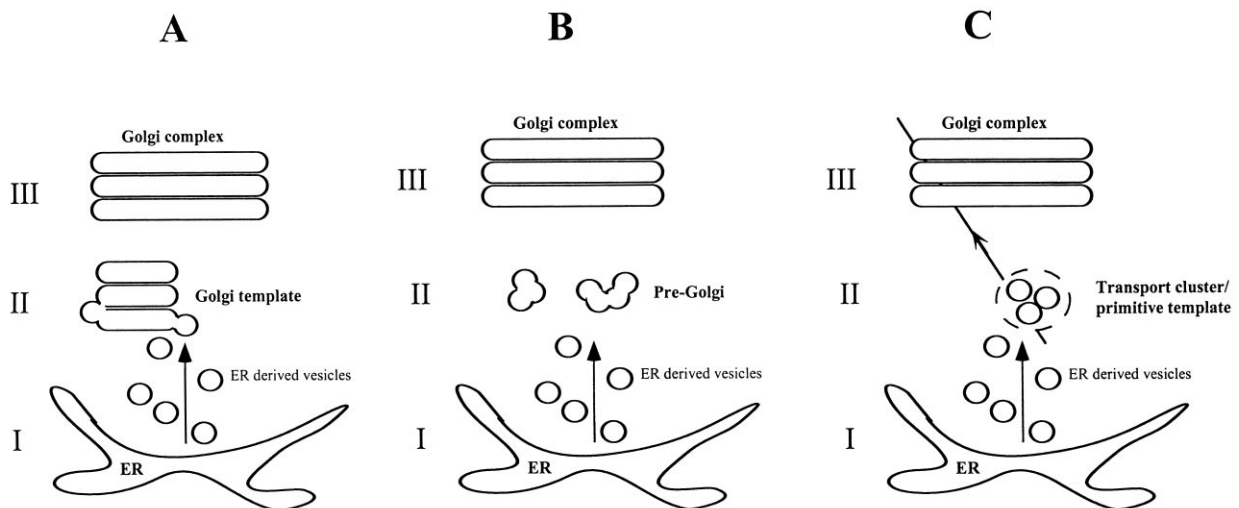 A
B
C
Golgi complex
III
II
Golgi template
ER derived vesicles
I
ER
Golgi complex
III
II
Pre-Golgi
ER derived vesicles
I
ER
Golgi complex
III
II
Transport cluster/
primitive template
ER derived vesicles
I
ER